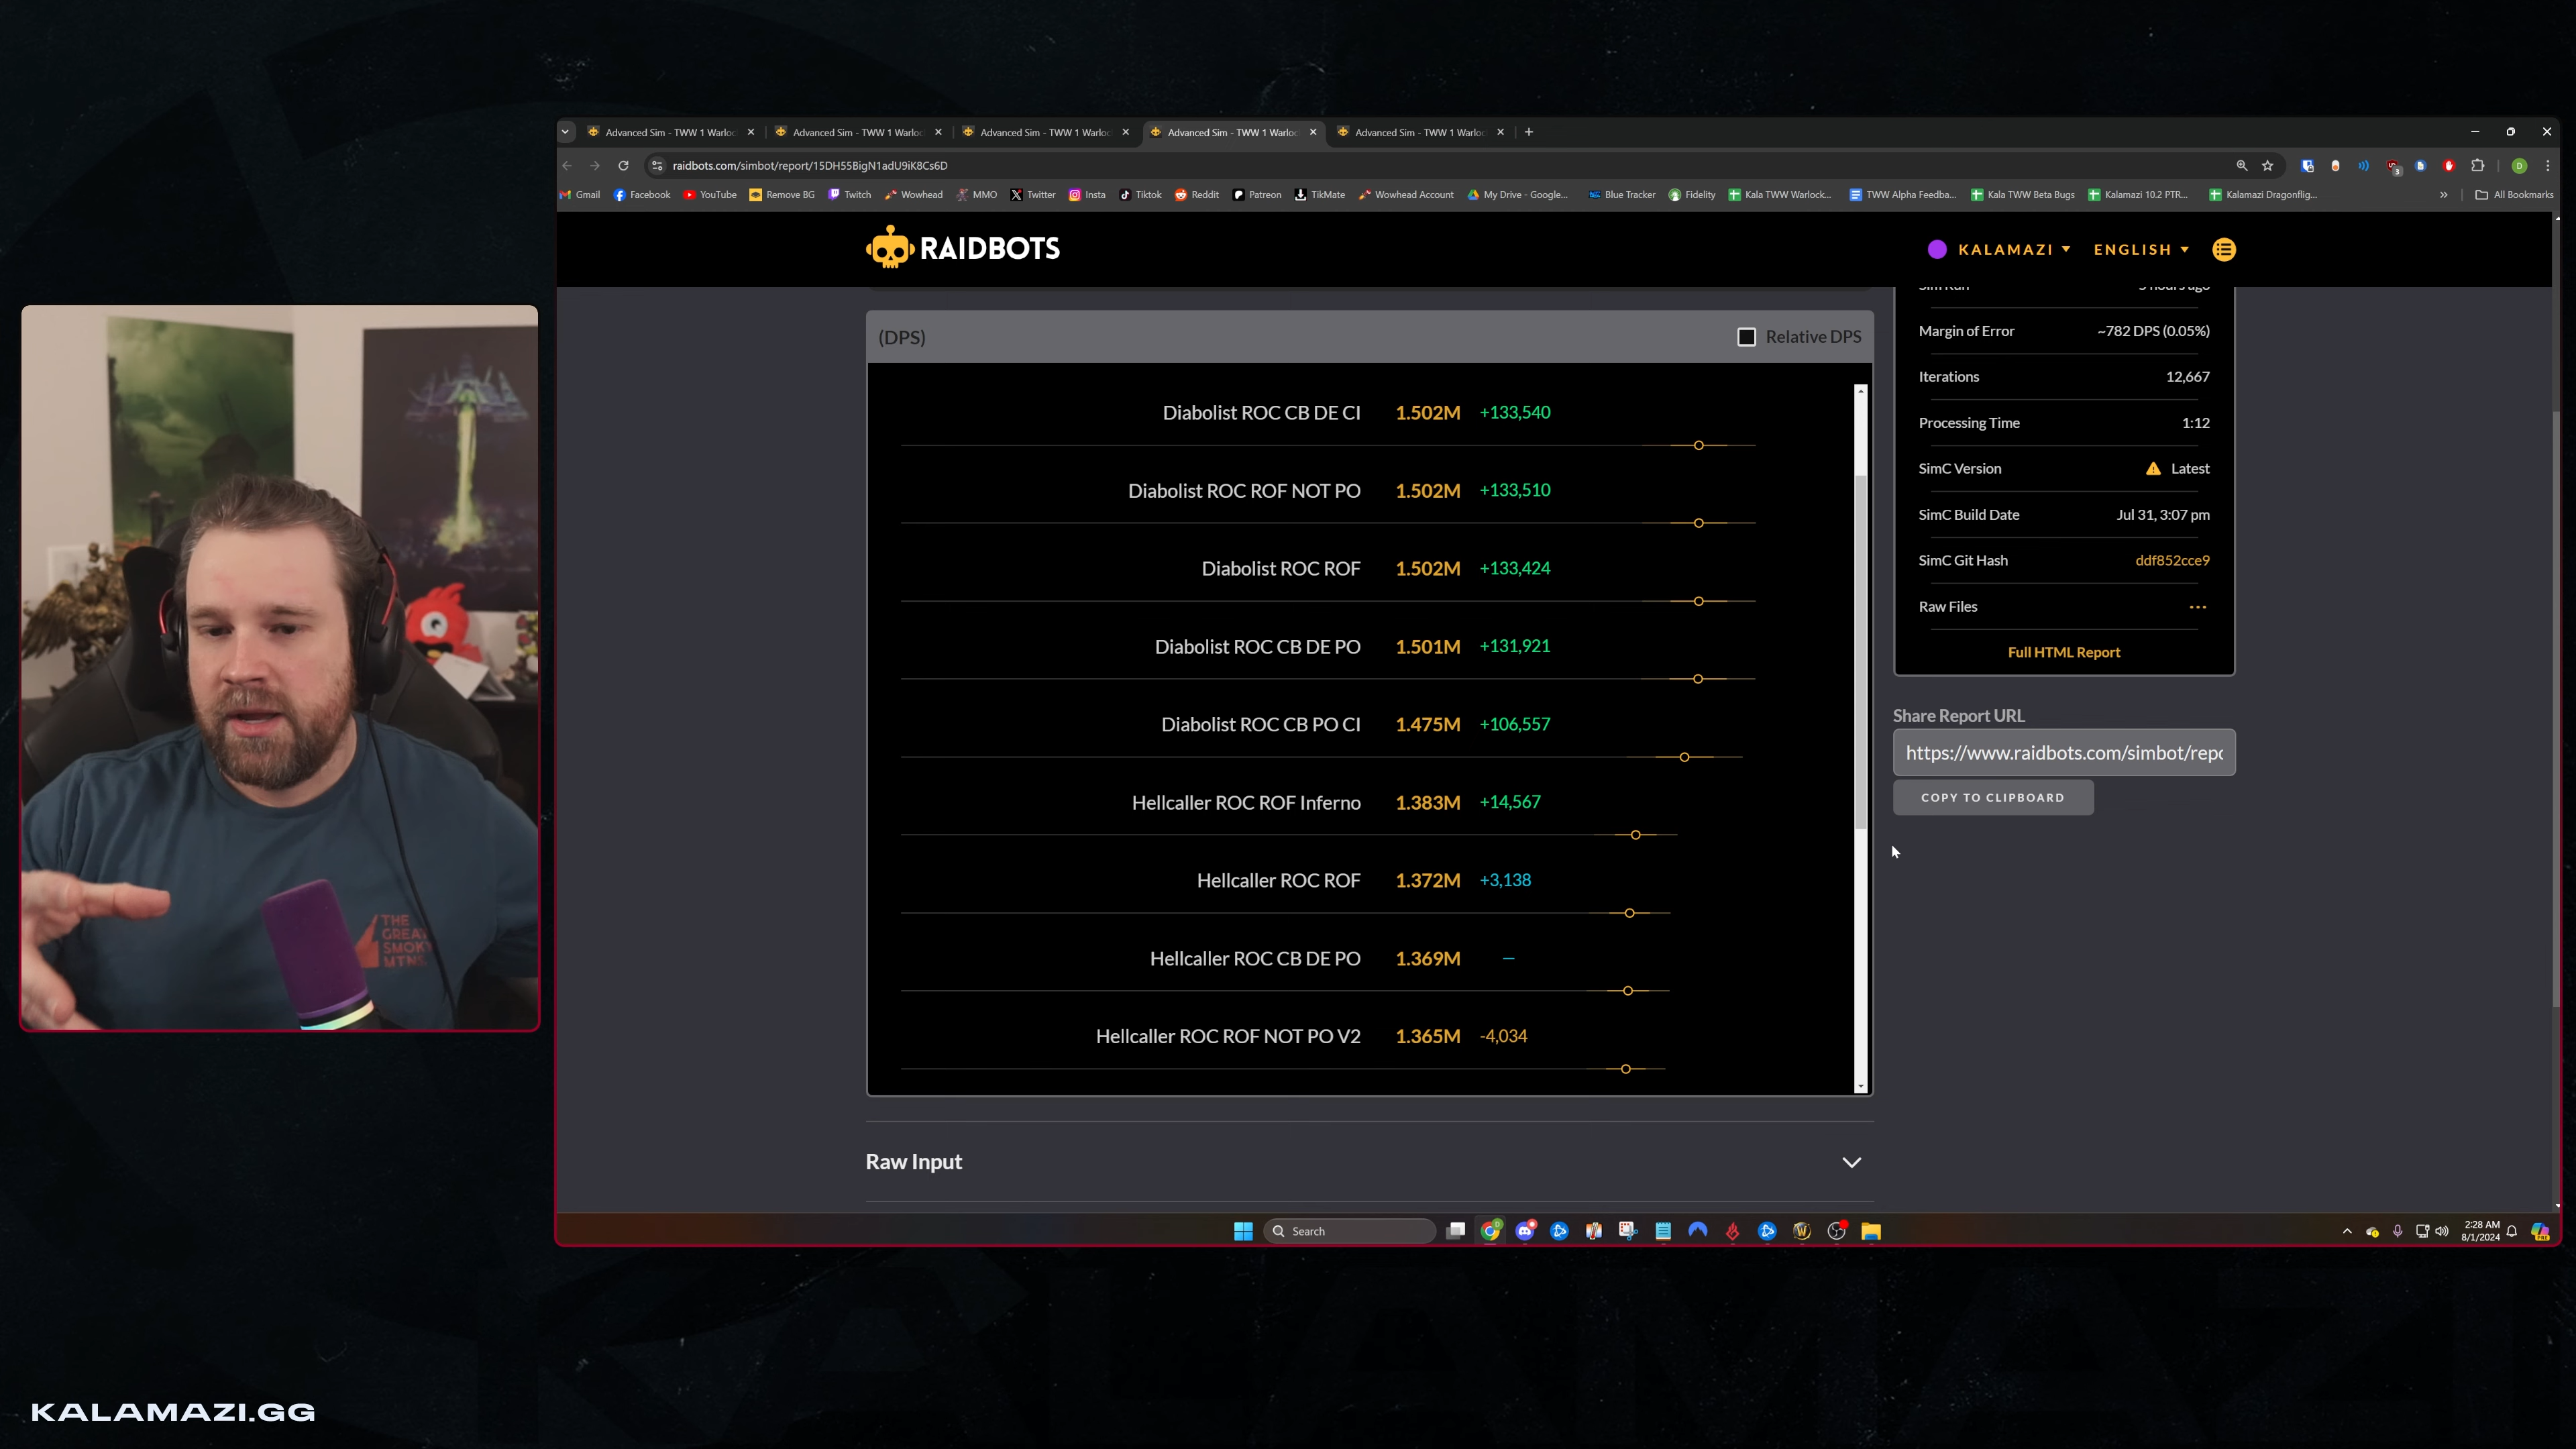 Advanced Sim - TWW 1 Warloc
Advanced Sim - TWW 1 Warloc
Advanced Sim - TWW 1 Warloc
Advanced Sim - TWW 1 Warloc
Advanced Sim - TWW 1 Warloc
raidbots.com/simbot/report/15DH55BigN1adU9iK8Cs6D
Gmail Facebook YouTube Remove BG Twitch Wowhead MMO Twitter Insta Tiktok Reddit Patreon TikMate Wowhead Account My Drive - Google... Blue Tracker Fidelity Kala TWW Warlock... TWW Alpha Feedba... Kala TWW Beta Bugs Kalamazi 10.2 PTR... Kalamazi Dragonflig... All Bookmarks
RAIDBOTS
KALAMAZI ENGLISH
(DPS) Relative DPS
Diabolist ROC CB DE CI 1.502M +133,540
Diabolist ROC ROF NOT PO 1.502M +133,510
Diabolist ROC ROF 1.502M +133,424
Diabolist ROC CB DE PO 1.501M +131,921
Diabolist ROC CB PO CI 1.475M +106,557
Hellcaller ROC ROF Inferno 1.383M +14,567
Hellcaller ROC ROF 1.372M +3,138
Hellcaller ROC CB DE PO 1.369M —
Hellcaller ROC ROF NOT PO V2 1.365M -4,034
Raw Input
Margin of Error ~782 DPS (0.05%)
Iterations 12,667
Processing Time 1:12
SimC Version Latest
SimC Build Date Jul 31, 3:07 pm
SimC Git Hash ddf852cce9
Raw Files ...
Full HTML Report
Share Report URL
https://www.raidbots.com/simbot/repo
COPY TO CLIPBOARD
THE
GREAT
SMOKY
MTNS.
Search
2:28 AM
8/1/2024
KALAMAZI.GG